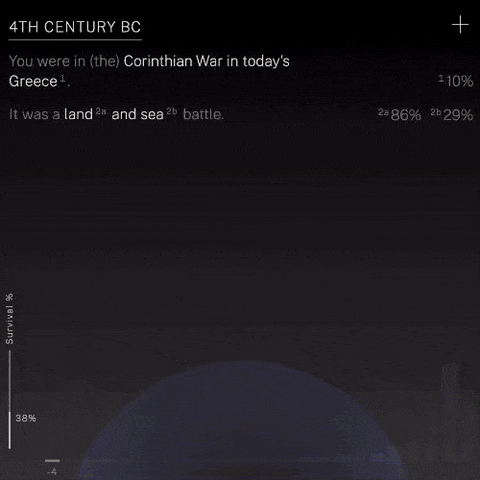 4TH CENTURY BC
You were in (the) Corinthian War in today's
Greece 1.
1 10%
It was a land 2a and sea 2b battle.
2a 86% 2b 29%
Survival %
38%
-4